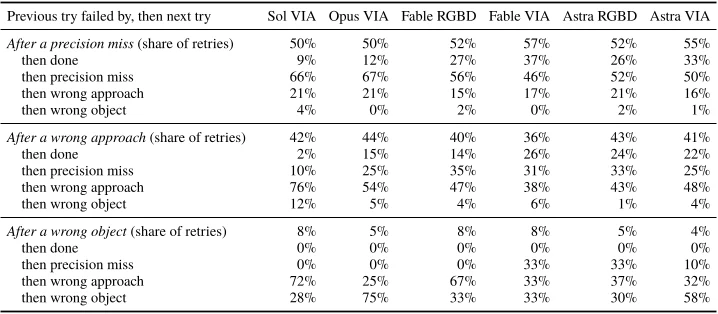 Previous try failed by, then next try Sol VIA Opus VIA Fable RGBD Fable VIA Astra RGBD Astra VIA
After a precision miss (share of retries) 50% 50% 52% 57% 52% 55%
then done 9% 12% 27% 37% 26% 33%
then precision miss 66% 67% 56% 46% 52% 50%
then wrong approach 21% 21% 15% 17% 21% 16%
then wrong object 4% 0% 2% 0% 2% 1%
After a wrong approach (share of retries) 42% 44% 40% 36% 43% 41%
then done 2% 15% 14% 26% 24% 22%
then precision miss 10% 25% 35% 31% 33% 25%
then wrong approach 76% 54% 47% 38% 43% 48%
then wrong object 12% 5% 4% 6% 1% 4%
After a wrong object (share of retries) 8% 5% 8% 8% 5% 4%
then done 0% 0% 0% 0% 0% 0%
then precision miss 0% 0% 0% 33% 33% 10%
then wrong approach 72% 25% 67% 33% 37% 32%
then wrong object 28% 75% 33% 33% 30% 58%